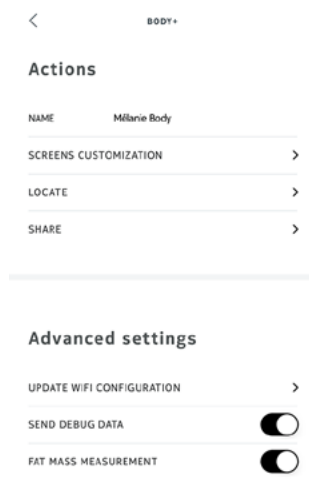 BODY+
Actions
NAME Mélanie Body
SCREENS CUSTOMIZATION
LOCATE
SHARE
Advanced settings
UPDATE WIFI CONFIGURATION
SEND DEBUG DATA
FAT MASS MEASUREMENT